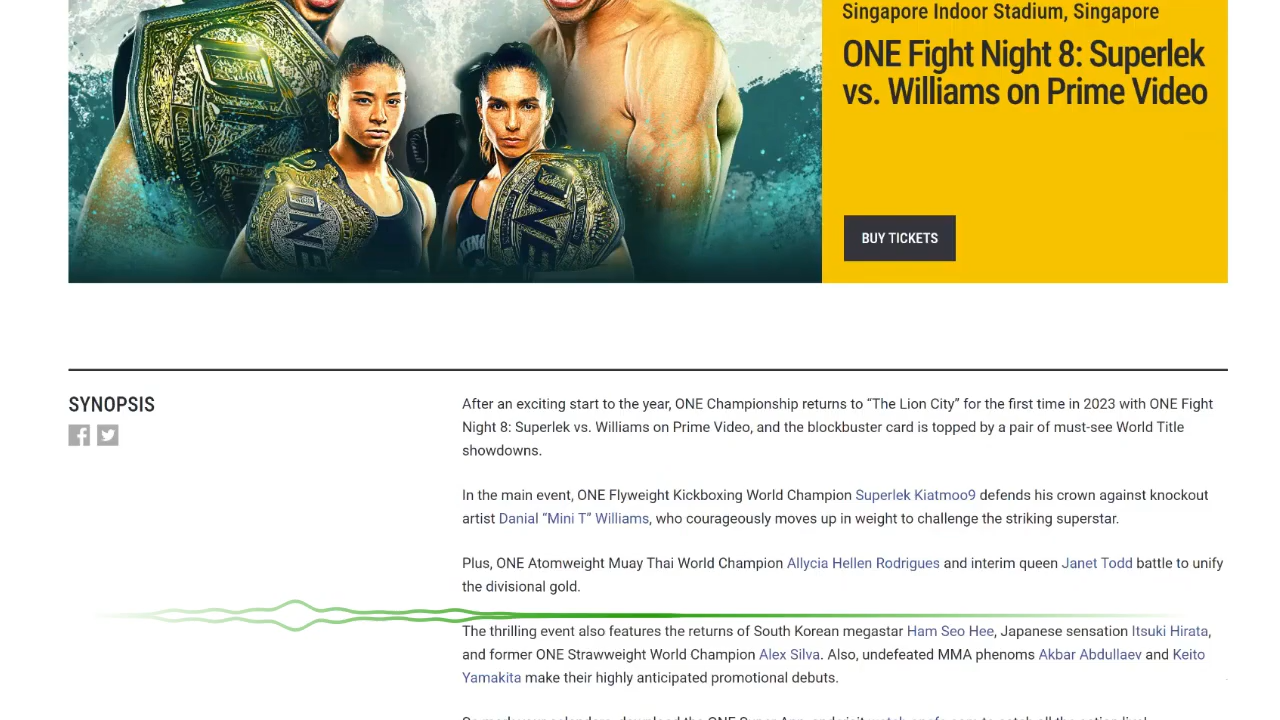 Singapore Indoor Stadium, Singapore
ONE Fight Night 8: Superlek
vs. Williams on Prime Video
BUY TICKETS
ONE
ONE
SYNOPSIS
After an exciting start to the year, ONE Championship returns to “The Lion City” for the first time in 2023 with ONE Fight
Night 8: Superlek vs. Williams on Prime Video, and the blockbuster card is topped by a pair of must-see World Title
showdowns.
In the main event, ONE Flyweight Kickboxing World Champion Superlek Kiatmoo9 defends his crown against knockout
artist Danial “Mini T” Williams, who courageously moves up in weight to challenge the striking superstar.
Plus, ONE Atomweight Muay Thai World Champion Allycia Hellen Rodrigues and interim queen Janet Todd battle to unify
the divisional gold.
The thrilling event also features the returns of South Korean megastar Ham Seo Hee, Japanese sensation Itsuki Hirata,
and former ONE Strawweight World Champion Alex Silva. Also, undefeated MMA phenoms Akbar Abdullaev and Keito
Yamakita make their highly anticipated promotional debuts.